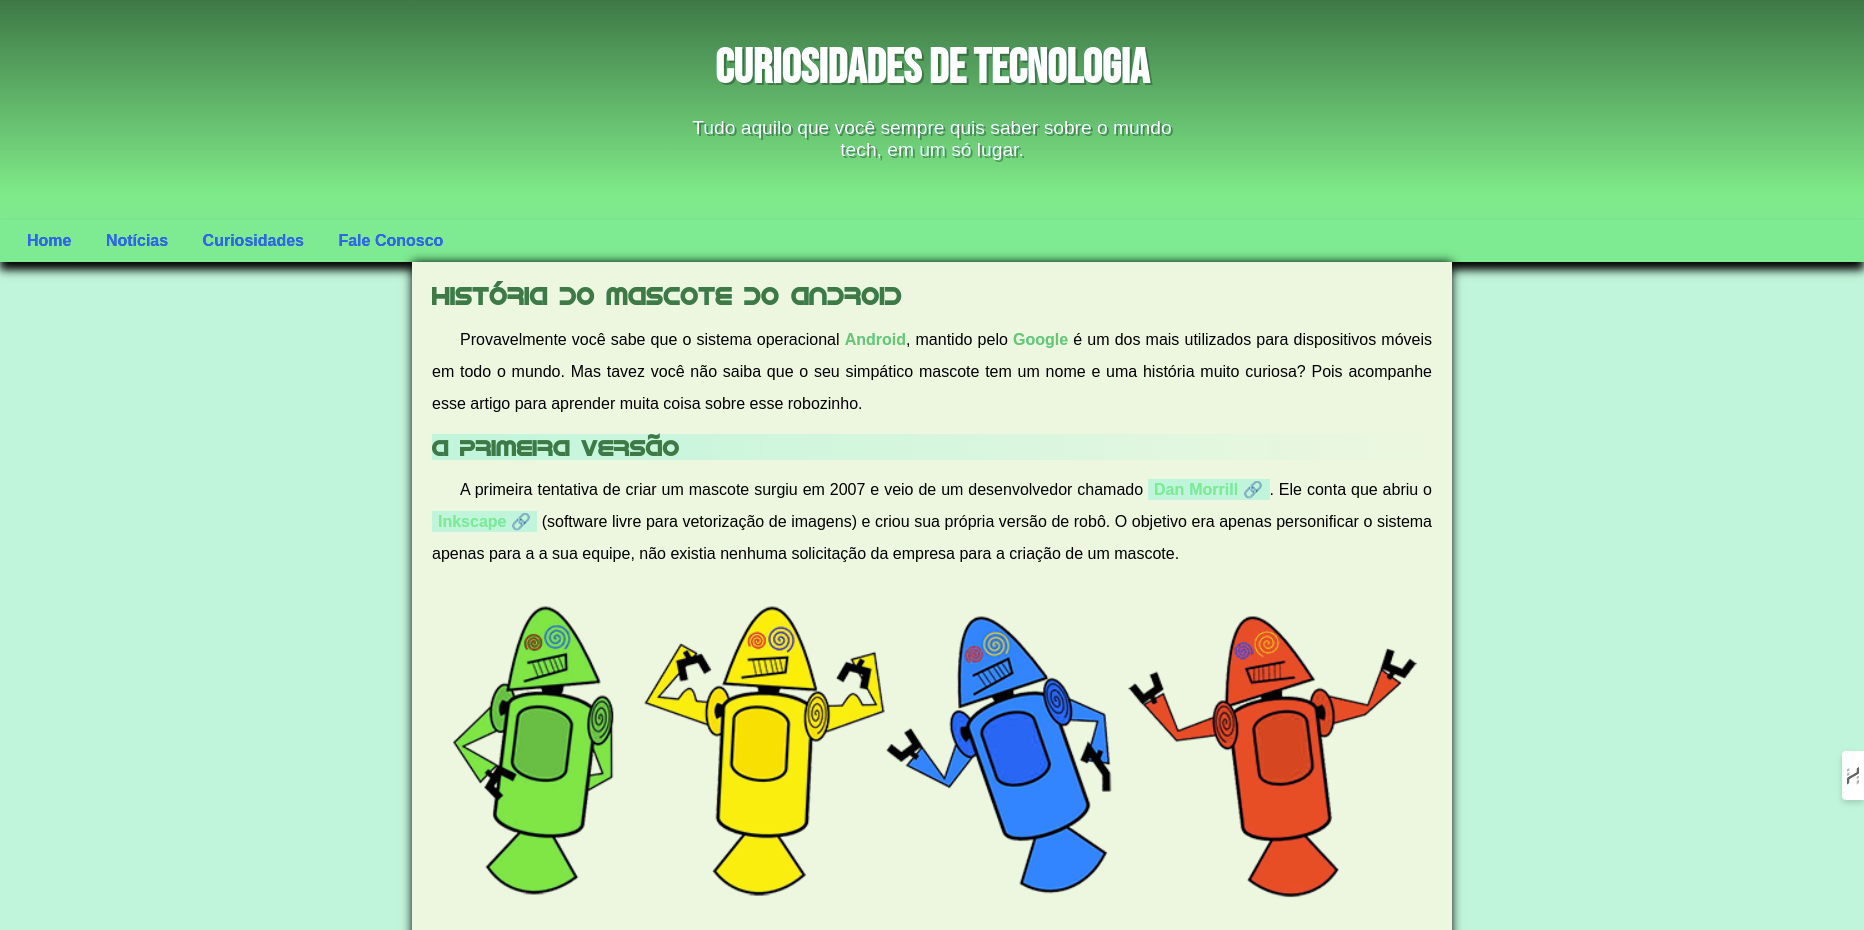 CURIOSIDADES DE TECNOLOGIA
Tudo aquilo que você sempre quis saber sobre o mundo
tech, em um só lugar.
Home Notícias Curiosidades Fale Conosco
HISTÓRIA DO MASCOTE DO ANDROID
Provavelmente você sabe que o sistema operacional Android, mantido pelo Google é um dos mais utilizados para dispositivos móveis
em todo o mundo. Mas tavez você não saiba que o seu simpático mascote tem um nome e uma história muito curiosa? Pois acompanhe
esse artigo para aprender muita coisa sobre esse robozinho.
A PRIMEIRA VERSÃO
A primeira tentativa de criar um mascote surgiu em 2007 e veio de um desenvolvedor chamado Dan Morrill 🔗. Ele conta que abriu o
Inkscape 🔗 (software livre para vetorização de imagens) e criou sua própria versão de robô. O objetivo era apenas personificar o sistema
apenas para a a sua equipe, não existia nenhuma solicitação da empresa para a criação de um mascote.